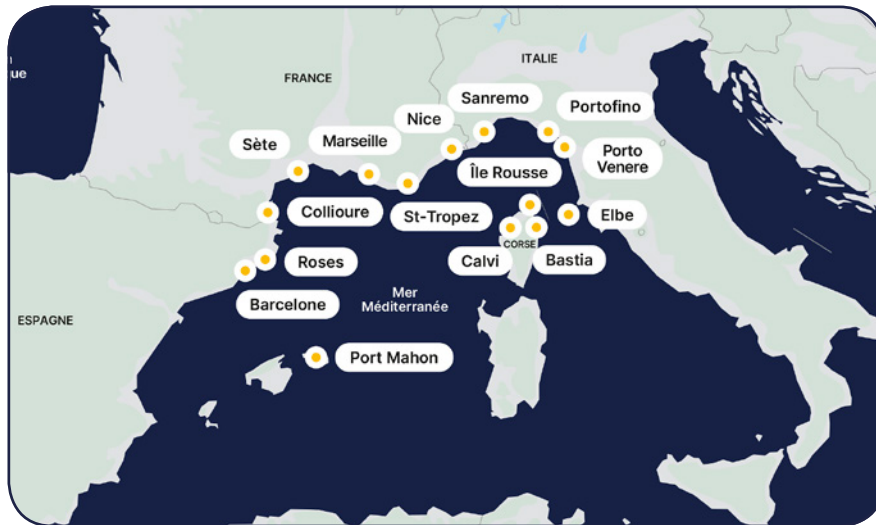 ITALIE
FRANCE
que
Sanremo
Portofino
Nice
Marseille
Sète
Porto
Venere
Île Rousse
Collioure
St-Tropez
Elbe
CORSE
Roses
Calvi
Bastia
Barcelone
Mer
Méditerranée
ESPAGNE
Port Mahon